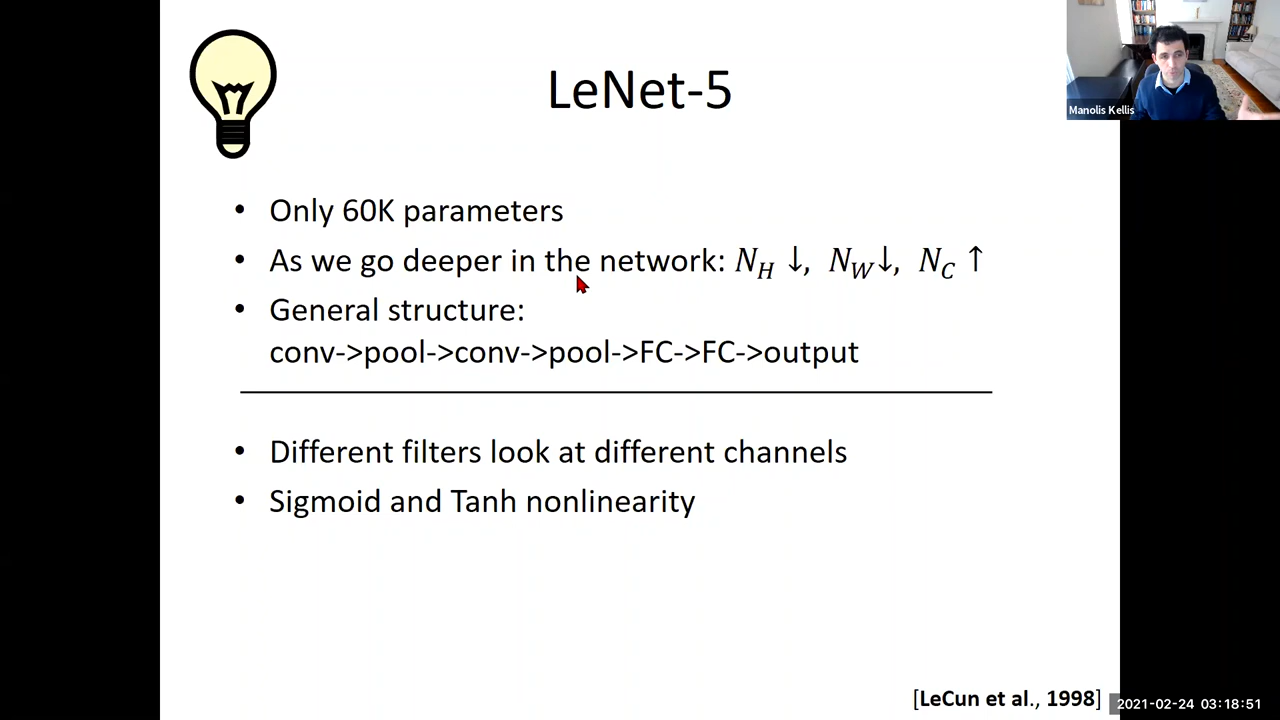 LeNet-5
Manolis Kellis
• Only 60K parameters
• As we go deeper in the network: N_H ↓, N_W↓, N_C ↑
• General structure:
conv->pool->conv->pool->FC->FC->output
• Different filters look at different channels
• Sigmoid and Tanh nonlinearity
[LeCun et al., 1998]
2021-02-24 03:18:51